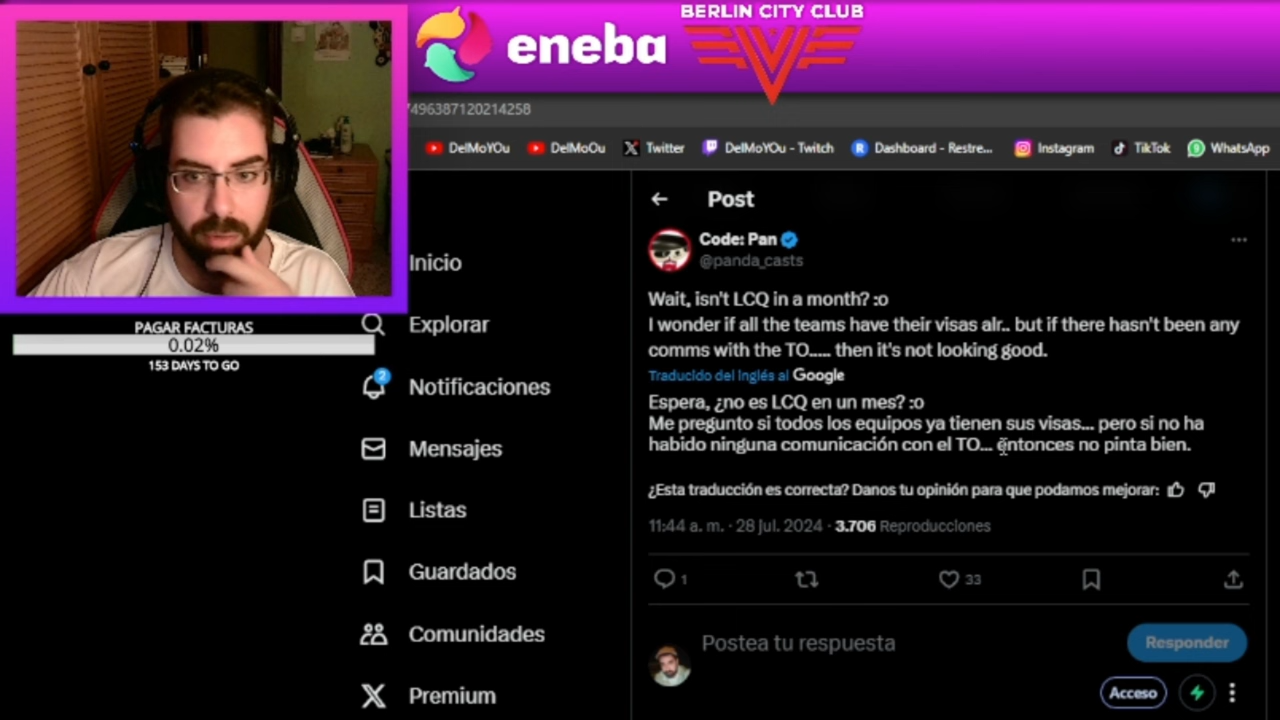 BERLIN CITY CLUB
eneba
7496387120214258
DelMoYOu
DelMoOu
Twitter
DelMoYOu - Twitch
Dashboard - Restre...
Instagram
TikTok
WhatsApp
Post
Code: Pan
@panda_casts
Inicio
Wait, isn't LCQ in a month? :o
Explorar
I wonder if all the teams have their visas alr.. but if there hasn't been any
comms with the TO..... then it's not looking good.
PAGAR FACTURAS
0.02%
153 DAYS TO GO
Traducido del inglés al Google
Notificaciones
2
Espera, ¿no es LCQ en un mes? :o
Me pregunto si todos los equipos ya tienen sus visas... pero si no ha
habido ninguna comunicación con el TO... entonces no pinta bien.
Mensajes
¿Esta traducción es correcta? Danos tu opinión para que podamos mejorar:
Listas
11:44 a. m. · 28 jul. 2024 · 3.706 Reproducciones
Guardados
1
33
Comunidades
Postea tu respuesta
Responder
Premium
Acceso